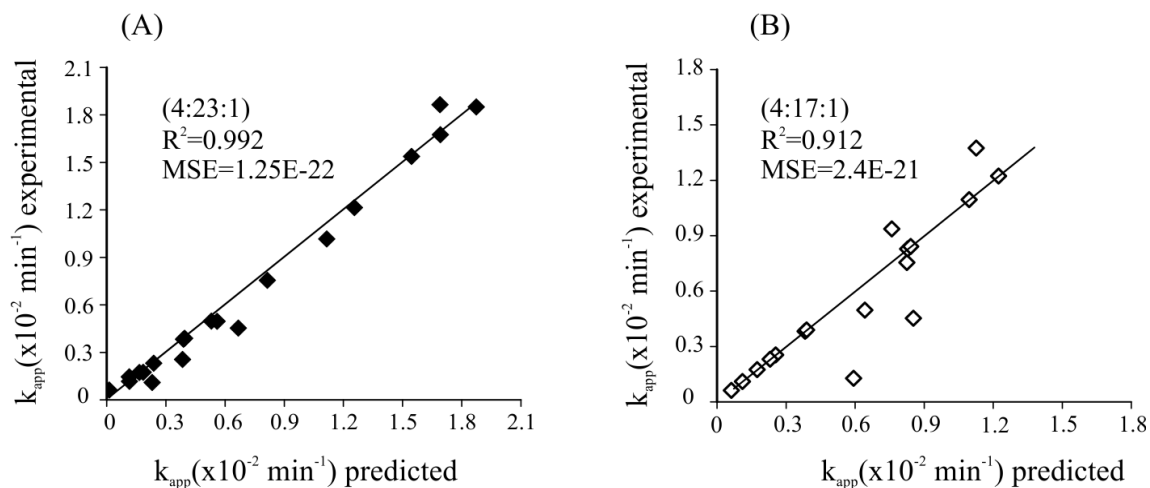 (A)
k_app(x10⁻² min⁻¹) experimental
2.1
1.8
1.5
1.2
0.9
0.6
0.3
0
(4:23:1)
R²=0.992
MSE=1.25E-22
0 0.3 0.6 0.9 1.2 1.5 1.8 2.1
k_app(x10⁻² min⁻¹) predicted
(B)
k_app(x10⁻² min⁻¹) experimental
1.8
1.5
1.2
0.9
0.6
0.3
0
(4:17:1)
R²=0.912
MSE=2.4E-21
0 0.3 0.6 0.9 1.2 1.5 1.8
k_app(x10⁻² min⁻¹) predicted